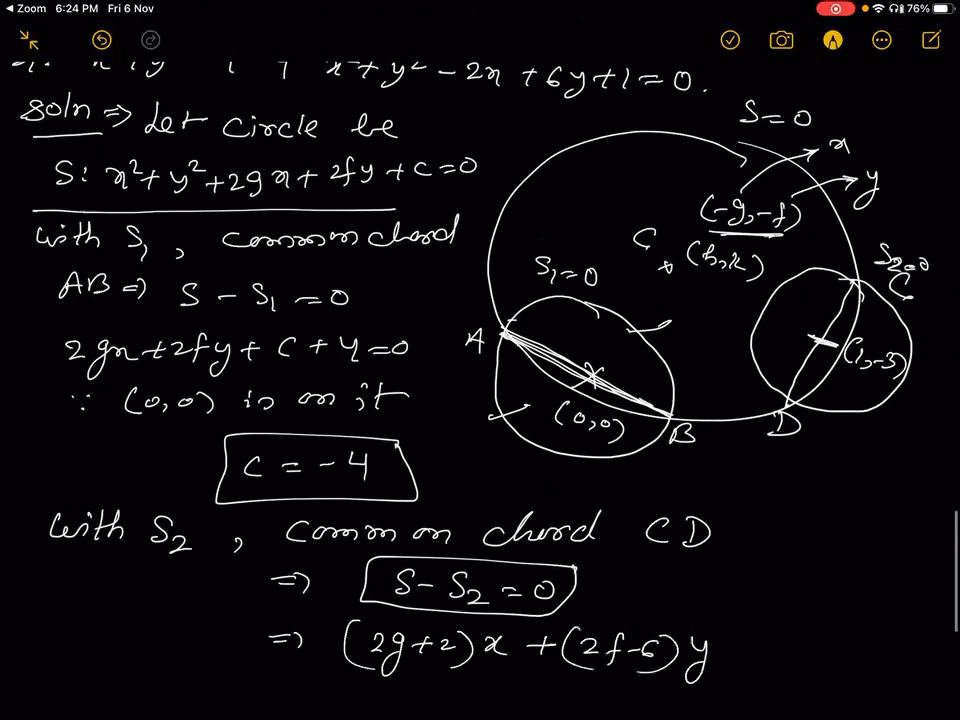 ◀ Zoom 6:24 PM Fri 6 Nov 76%
x² + y² - 2x + 6y + 1 = 0.
Soln ⇒ Let Circle be
S: x² + y² + 2gx + 2fy + c = 0
with S₁, common chord
AB ⇒ S - S₁ = 0
2gx + 2fy + c + 4 = 0
∵ (0,0) is on it
c = -4
with S₂, common chord CD
⇒ S - S₂ = 0
⇒ (2g+2)x + (2f-6)y
S = 0
x
y
(-g,-f)
C
(h,k)
S₁ = 0
S₂ = 0
C
A
(0,0)
B
D
(1,-3)